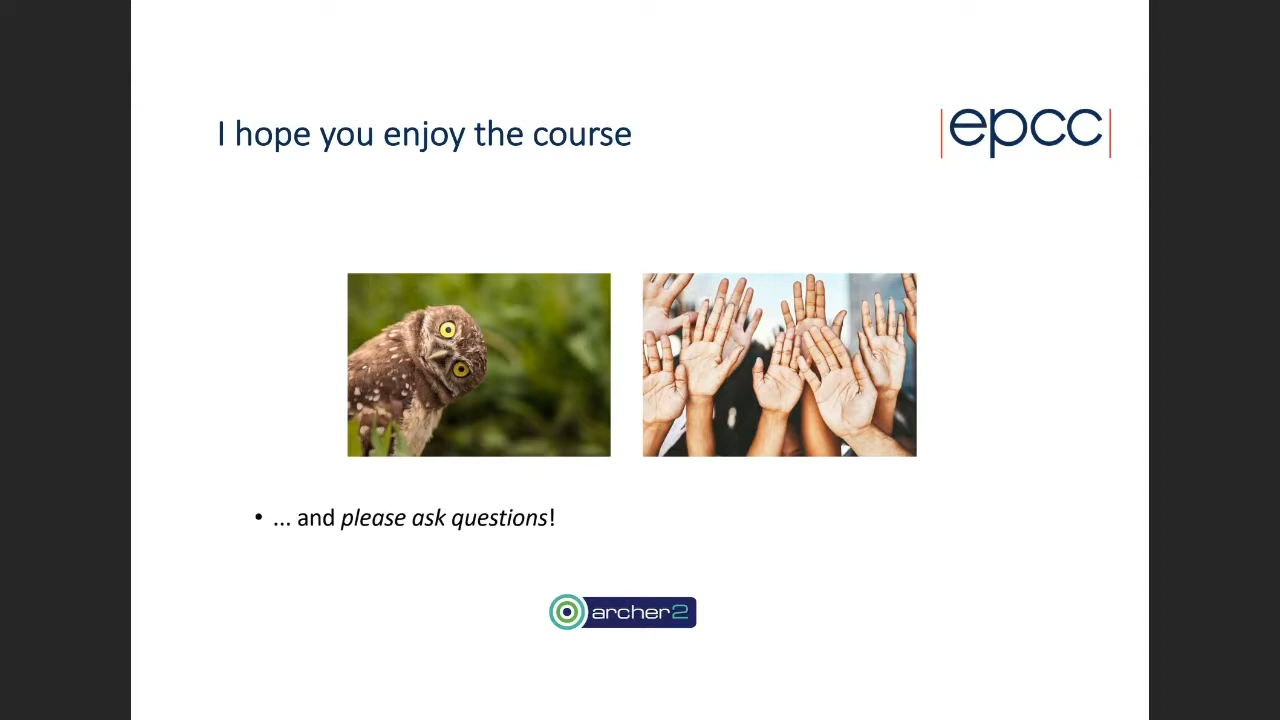 I hope you enjoy the course
|epcc|
• ... and please ask questions!
archer2